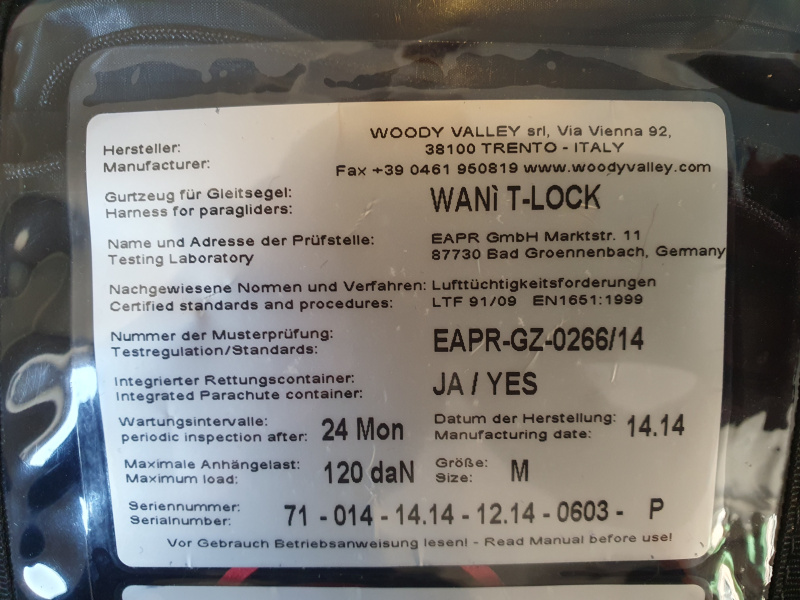 Hersteller:
Manufacturer:
WOODY VALLEY srl, Via Vienna 92,
38100 TRENTO - ITALY
Fax +39 0461 950819 www.woodyvalley.com
Gurtzeug für Gleitsegel:
Harness for paragliders:
WANÌ T-LOCK
Name und Adresse der Prüfstelle:
Testing Laboratory
EAPR GmbH Marktstr. 11
87730 Bad Groennenbach, Germany
Nachgewiesene Normen und Verfahren:
Certified standards and procedures:
Lufttüchtigkeitsforderungen
LTF 91/09 EN1651:1999
Nummer der Musterprüfung:
Testregulation/Standards:
EAPR-GZ-0266/14
Integrierter Rettungscontainer:
Integrated Parachute container:
JA / YES
Wartungsintervalle:
periodic inspection after:
24 Mon
Datum der Herstellung:
Manufacturing date:
14.14
Maximale Anhängelast:
Maximum load:
120 daN
Größe:
Size:
M
Seriennummer:
Serialnumber:
71 - 014 - 14.14 - 12.14 - 0603 - P
Vor Gebrauch Betriebsanweisung lesen! - Read Manual before use!